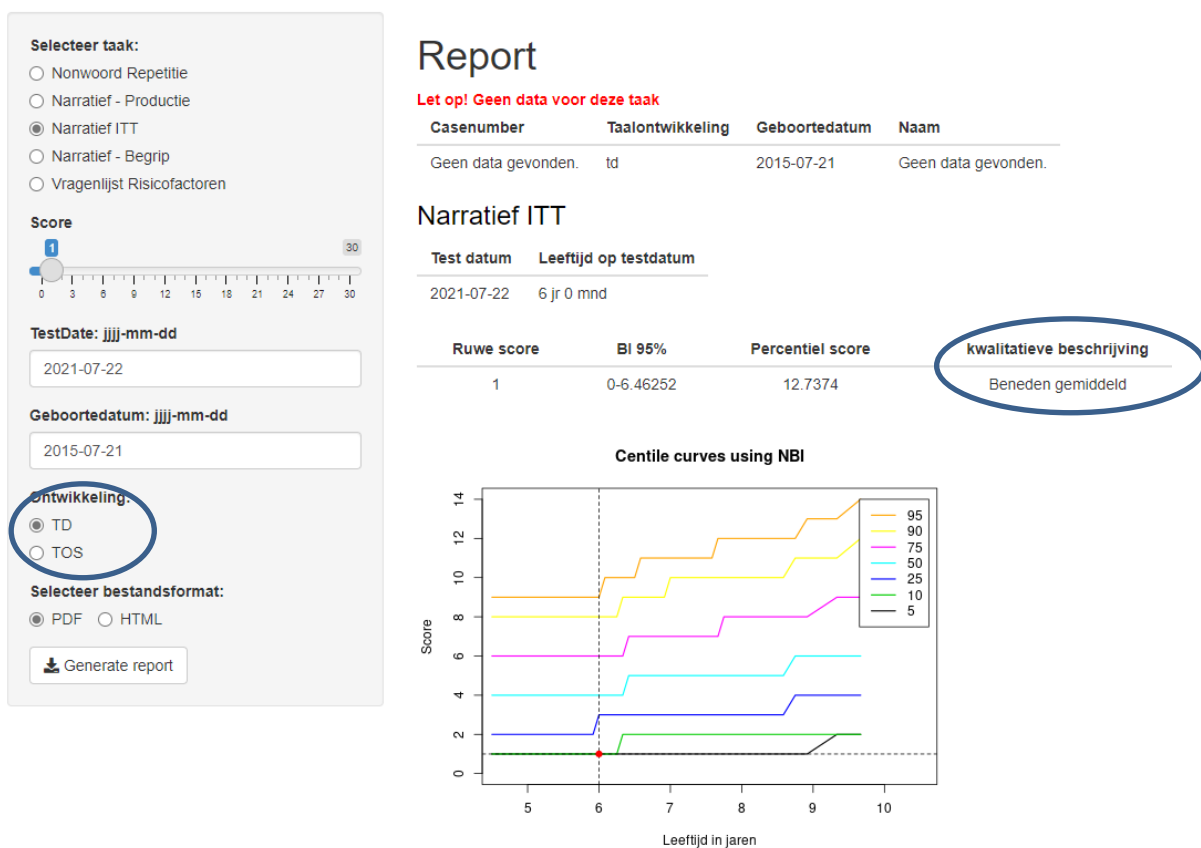 Selecteer taak:
Nonwoord Repetitie
Narratief - Productie
Narratief ITT
Narratief - Begrip
Vragenlijst Risicofactoren
Score
1 30
0 3 6 9 12 15 18 21 24 27 30
TestDate: jjjj-mm-dd
2021-07-22
Geboortedatum: jjjj-mm-dd
2015-07-21
Ontwikkeling:
TD
TOS
Selecteer bestandsformat:
PDF HTML
Generate report
Report
Let op! Geen data voor deze taak
Casenumber Taalontwikkeling Geboortedatum Naam
Geen data gevonden. td 2015-07-21 Geen data gevonden.
Narratief ITT
Test datum Leeftijd op testdatum
2021-07-22 6 jr 0 mnd
Ruwe score BI 95% Percentiel score kwalitatieve beschrijving
1 0-6.46252 12.7374 Beneden gemiddeld
Centile curves using NBI
Score
14
12
10
8
6
4
2
0
95
90
75
50
25
10
5
5 6 7 8 9 10
Leeftijd in jaren